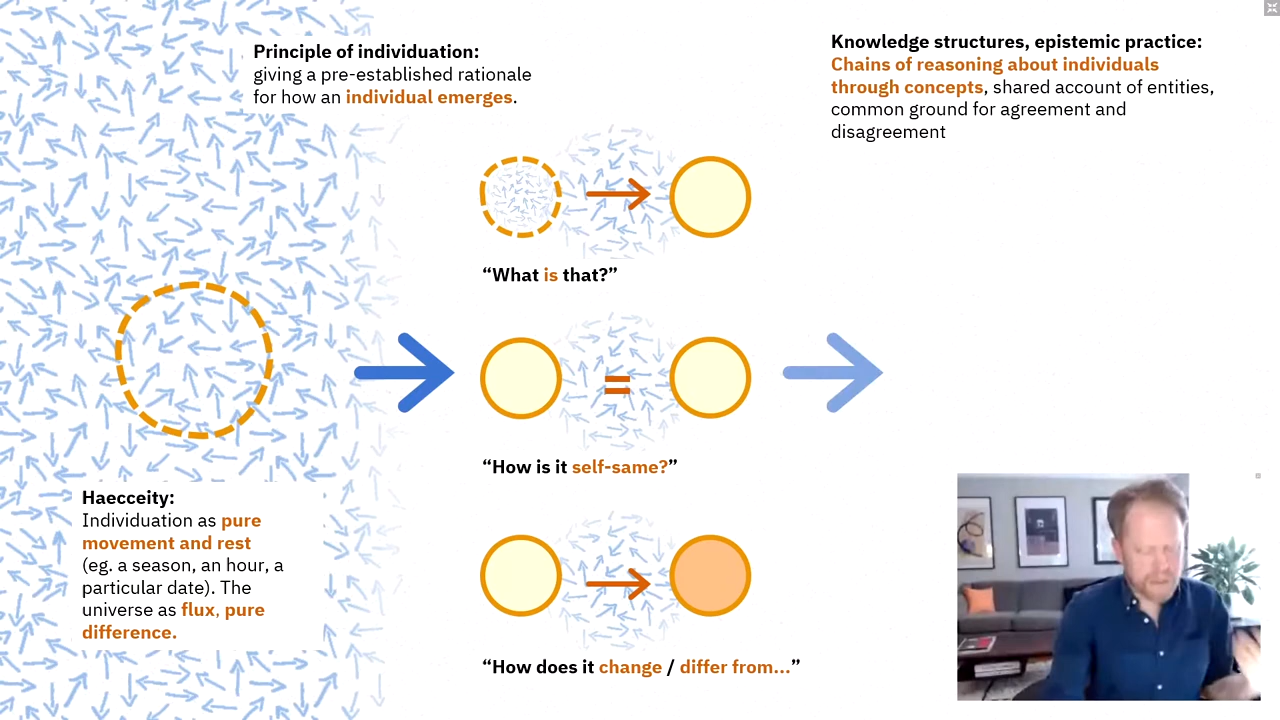 Principle of individuation:
giving a pre-established rationale
for how an individual emerges.
Knowledge structures, epistemic practice:
Chains of reasoning about individuals
through concepts, shared account of entities,
common ground for agreement and
disagreement
“What is that?”
“How is it self-same?”
Haecceity:
Individuation as pure
movement and rest
(eg. a season, an hour, a
particular date). The
universe as flux, pure
difference.
“How does it change / differ from...”